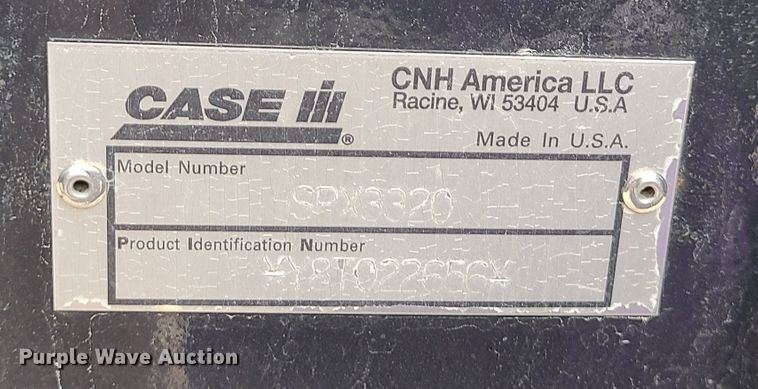 CASE IH
®
CNH America LLC
Racine, WI 53404 U.S.A
Made In U.S.A.
Model Number
SPX3320
Product Identification Number
Purple Wave Auction